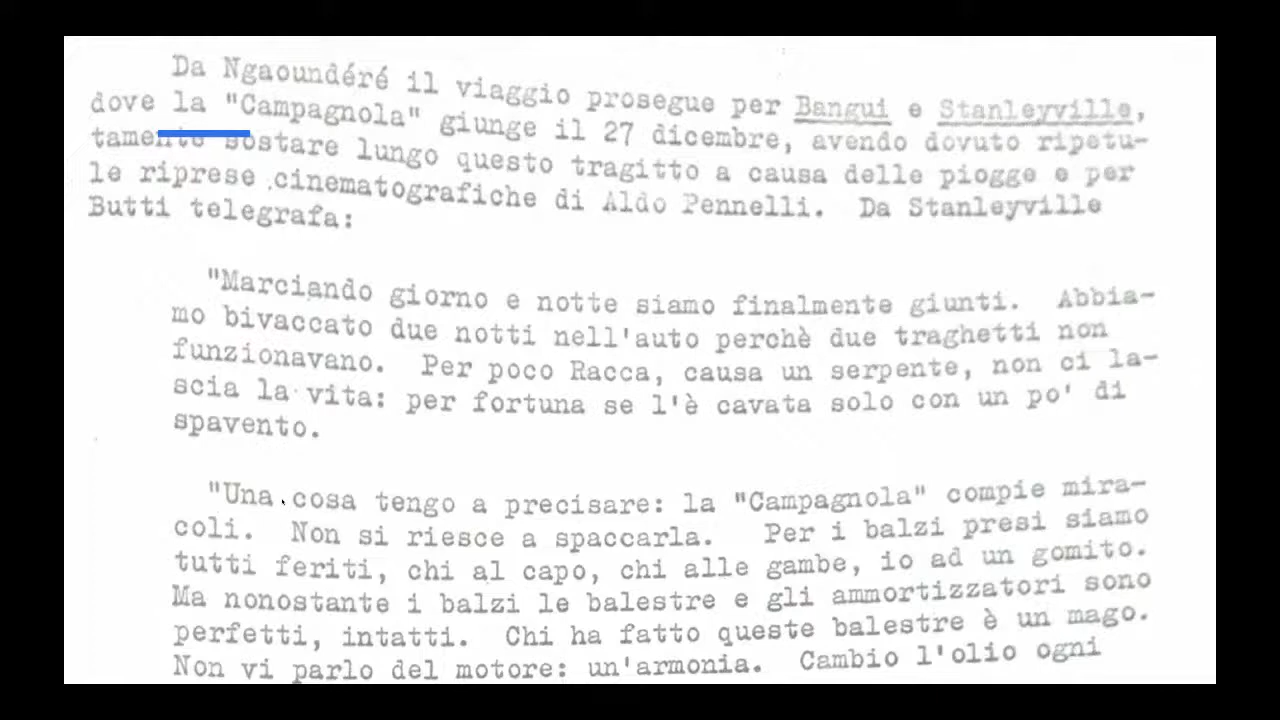 Da Ngaoundéré il viaggio prosegue per Bangui e Stanleyville,
dove la "Campagnola" giunge il 27 dicembre, avendo dovuto ripetu-
tamente sostare lungo questo tragitto a causa delle piogge e per
le riprese cinematografiche di Aldo Pennelli. Da Stanleyville
Butti telegrafa:
"Marciando giorno e notte siamo finalmente giunti. Abbia-
mo bivaccato due notti nell'auto perchè due traghetti non
funzionavano. Per poco Racca, causa un serpente, non ci la-
scia la vita: per fortuna se l'è cavata solo con un po' di
spavento.
"Una cosa tengo a precisare: la "Campagnola" compie mira-
coli. Non si riesce a spaccarla. Per i balzi presi siamo
tutti feriti, chi al capo, chi alle gambe, io ad un gomito.
Ma nonostante i balzi le balestre e gli ammortizzatori sono
perfetti, intatti. Chi ha fatto queste balestre è un mago.
Non vi parlo del motore: un'armonia. Cambio l'olio ogni